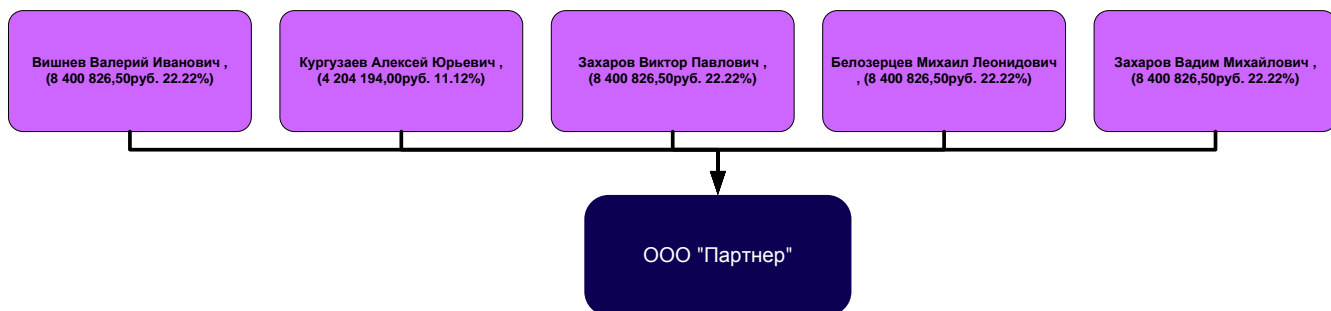 Вишнев Валерий Иванович ,
(8 400 826,50руб. 22.22%)
Кургузаев Алексей Юрьевич ,
(4 204 194,00руб. 11.12%)
Захаров Виктор Павлович ,
(8 400 826,50руб. 22.22%)
Белозерцев Михаил Леонидович
, (8 400 826,50руб. 22.22%)
Захаров Вадим Михайлович ,
(8 400 826,50руб. 22.22%)
ООО "Партнер"